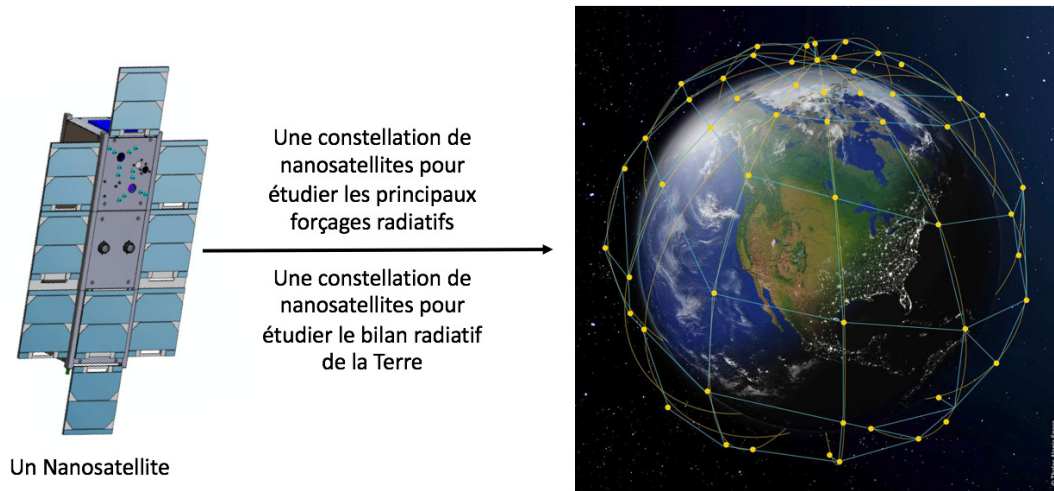 Une constellation de
nanosatellites pour
étudier les principaux
forçages radiatifs
Une constellation de
nanosatellites pour
étudier le bilan radiatif
de la Terre
Un Nanosatellite